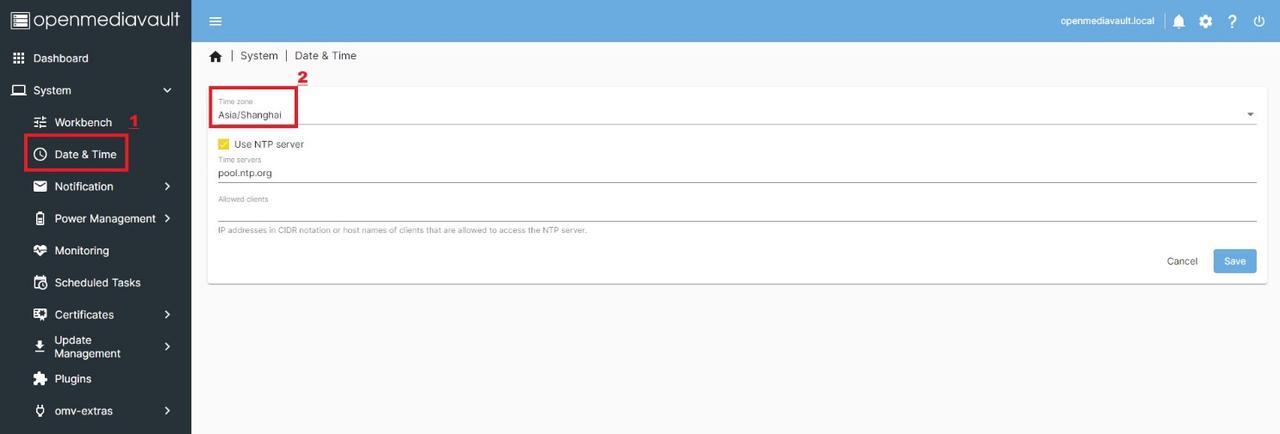 openmediavault
openmediavault.local
Dashboard
System
Workbench
1
Date & Time
Notification
Power Management
Monitoring
Scheduled Tasks
Certificates
Update
Management
Plugins
omv-extras
| System | Date & Time
2
Time zone
Asia/Shanghai
Use NTP server
Time servers
pool.ntp.org
Allowed clients
IP addresses in CIDR notation or host names of clients that are allowed to access the NTP server.
Cancel Save